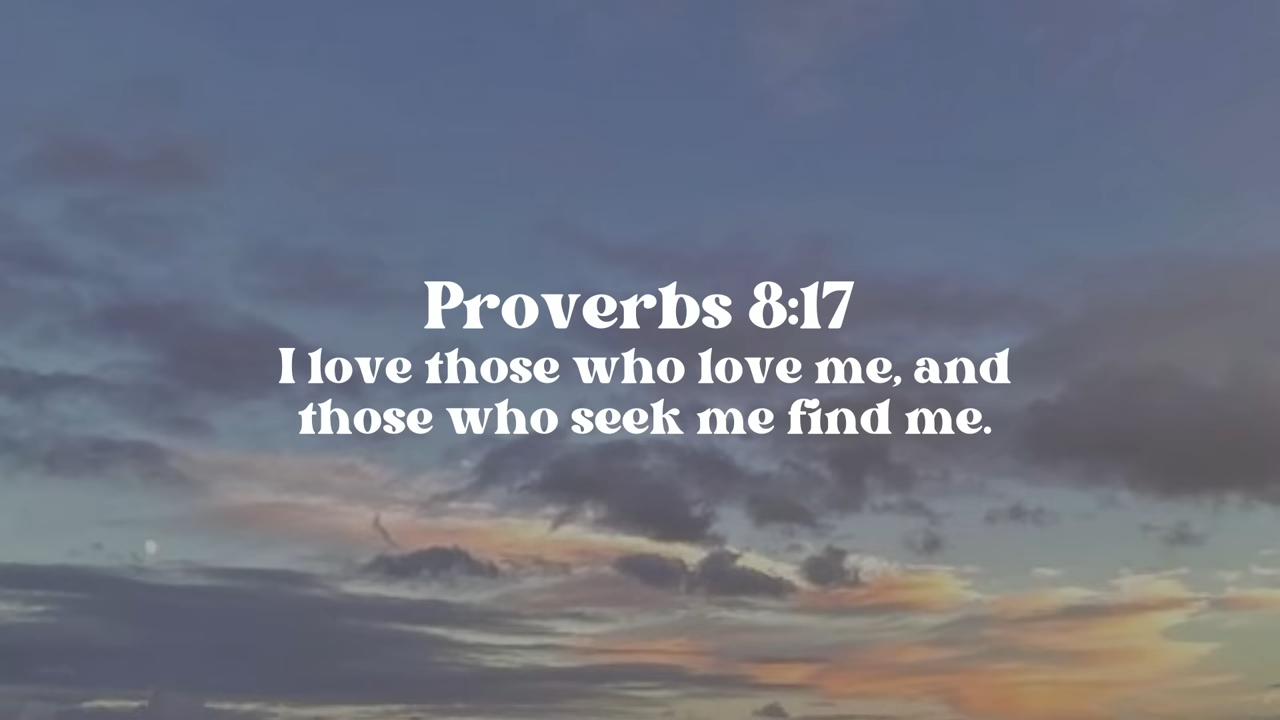 Proverbs 8:17
I love those who love me, and
those who seek me find me.